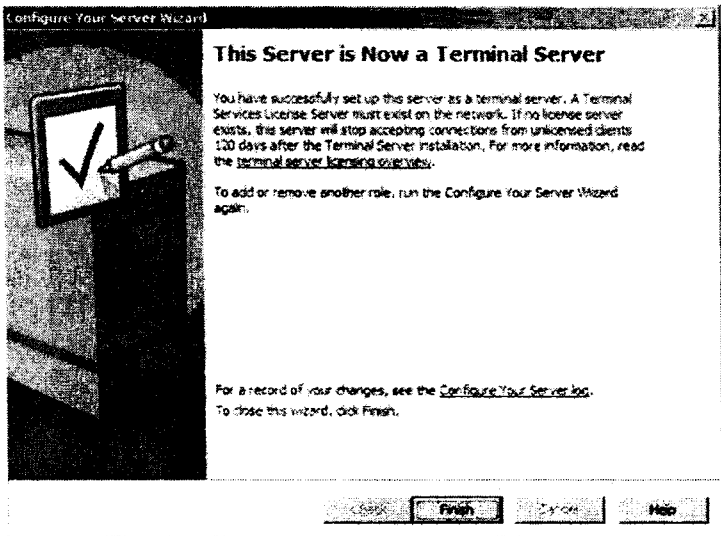 Configure Your Server Wizard
This Server is Now a Terminal Server
You have successfully set up this server as a terminal server. A Terminal
Services License Server must exist on the network. If no license server
exists, this server will stop accepting connections from unlicensed clients
120 days after the Terminal Server installation. For more information, read
the terminal server licensing overview.
To add or remove another role, run the Configure Your Server Wizard
again.
For a record of your changes, see the Configure Your Server log.
To close this wizard, click Finish.
< Back Finish Cancel Help